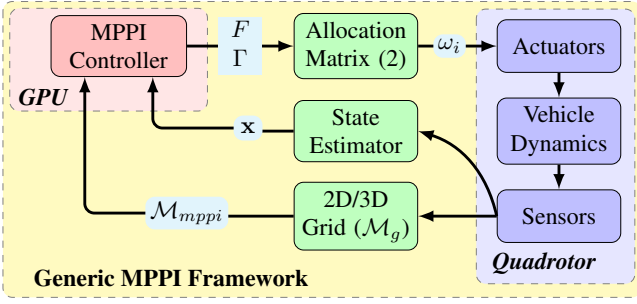 MPPI
Controller
GPU
F
Γ
Allocation
Matrix (2)
ω_i
Actuators
Vehicle
Dynamics
Sensors
Quadrotor
x
State
Estimator
ℳ_mppi
2D/3D
Grid (ℳ_g)
Generic MPPI Framework